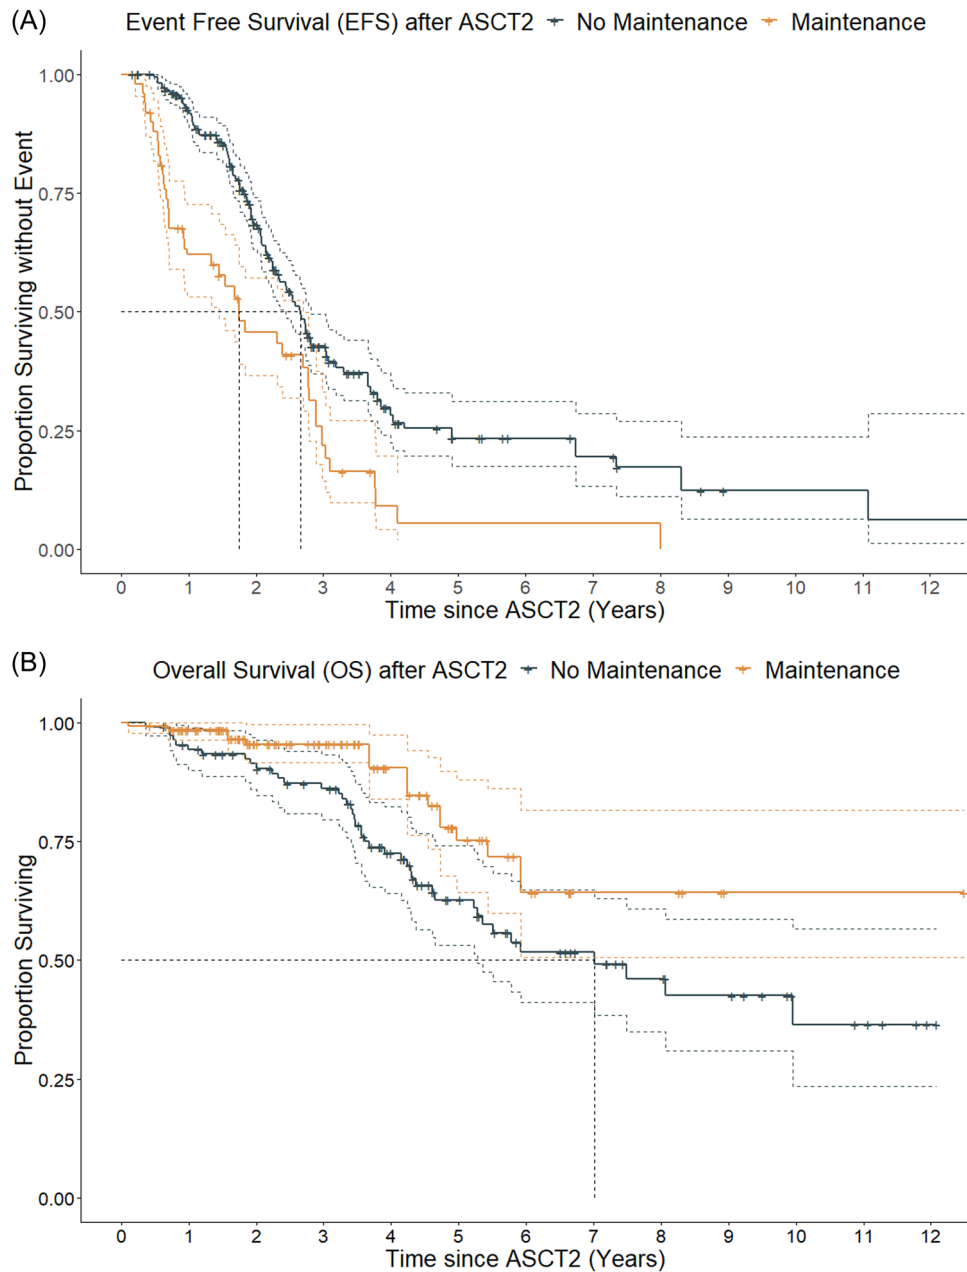 (A)
Event Free Survival (EFS) after ASCT2 No Maintenance Maintenance
Proportion Surviving without Event
1.00
0.75
0.50
0.25
0.00
0 1 2 3 4 5 6 7 8 9 10 11 12
Time since ASCT2 (Years)
(B)
Overall Survival (OS) after ASCT2 No Maintenance Maintenance
Proportion Surviving
1.00
0.75
0.50
0.25
0.00
0 1 2 3 4 5 6 7 8 9 10 11 12
Time since ASCT2 (Years)